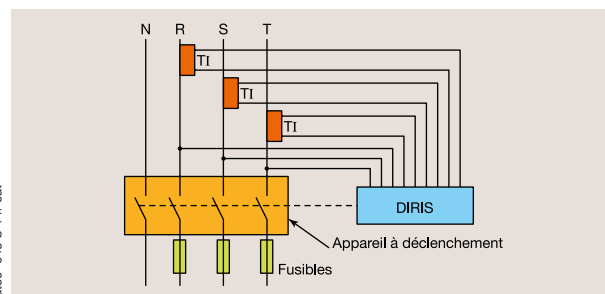 N R S T
TI
TI
TI
DIRIS
Appareil à déclenchement
Fusibles